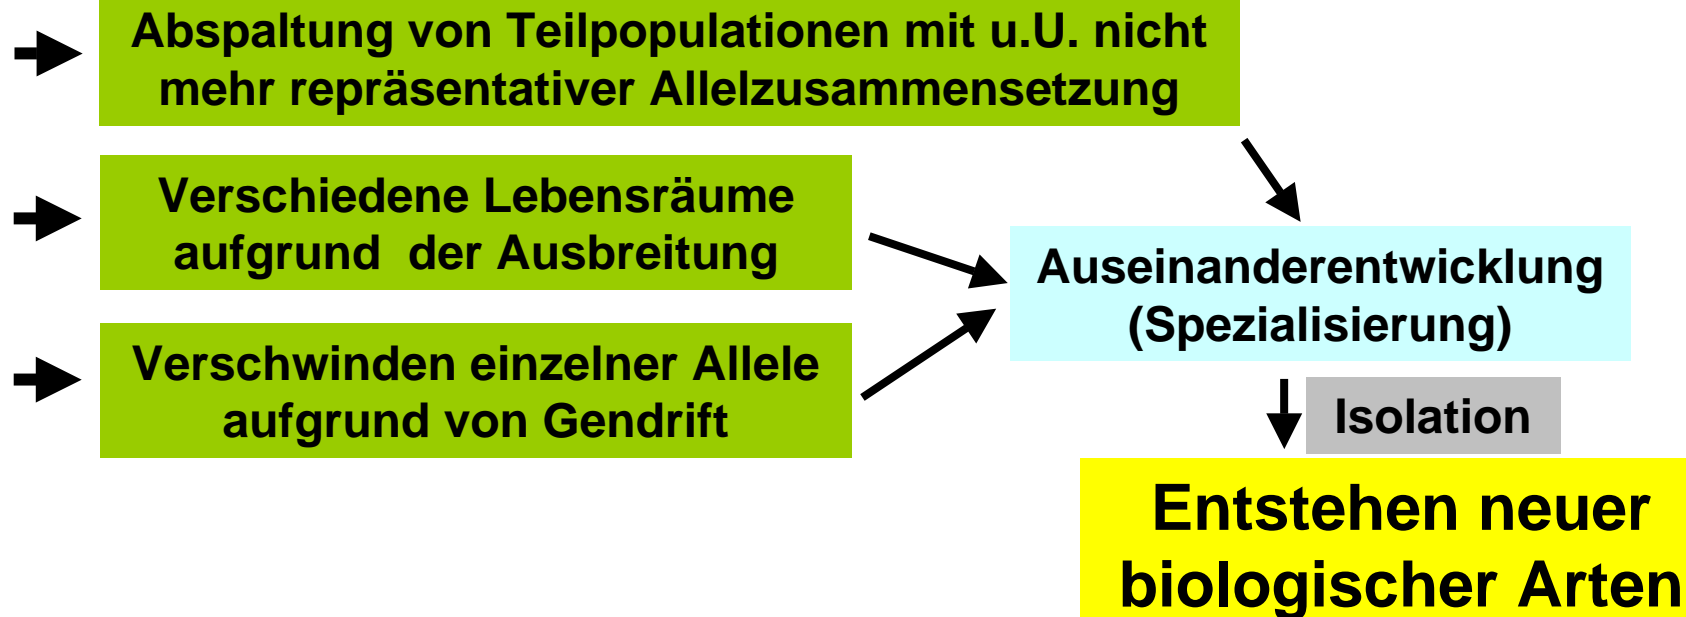 Abspaltung von Teilpopulationen mit u.U. nicht
mehr repräsentativer Allelzusammensetzung
Verschiedene Lebensräume
aufgrund der Ausbreitung
Verschwinden einzelner Allele
aufgrund von Gendrift
Auseinanderentwicklung
(Spezialisierung)
Isolation
Entstehen neuer
biologischer Arten